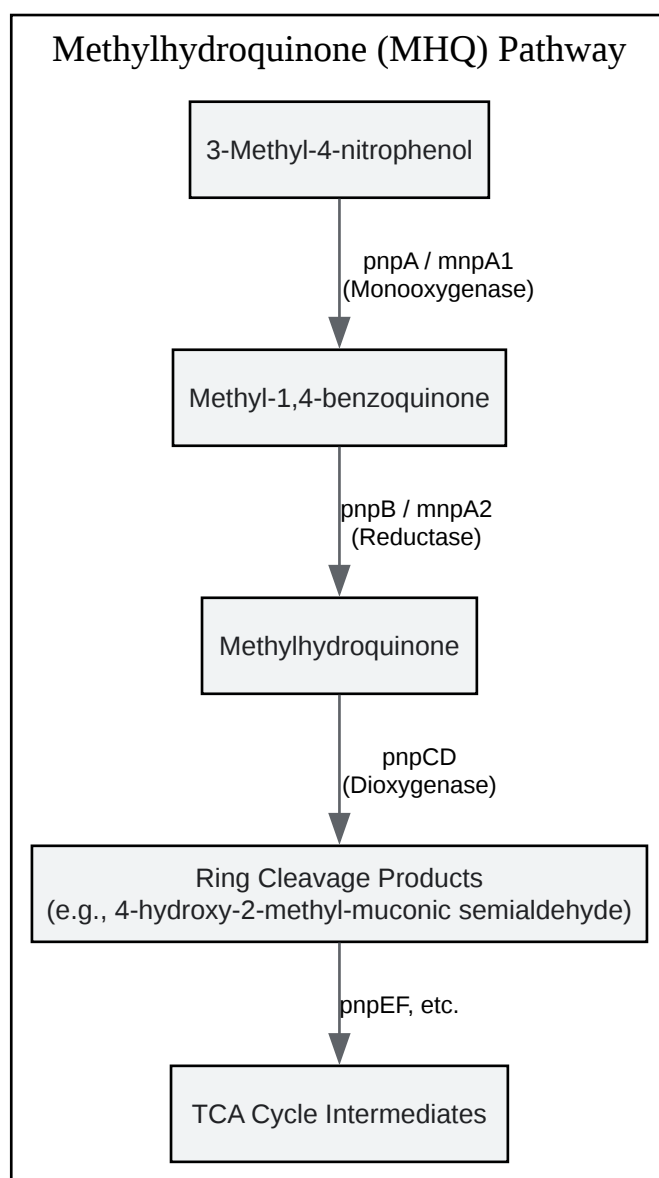 Methylhydroquinone (MHQ) Pathway
3-Methyl-4-nitrophenol
pnpA / mnpA1
(Monooxygenase)
Methyl-1,4-benzoquinone
pnpB / mnpA2
(Reductase)
Methylhydroquinone
pnpCD
(Dioxygenase)
Ring Cleavage Products
(e.g., 4-hydroxy-2-methyl-muconic semialdehyde)
pnpEF, etc.
TCA Cycle Intermediates